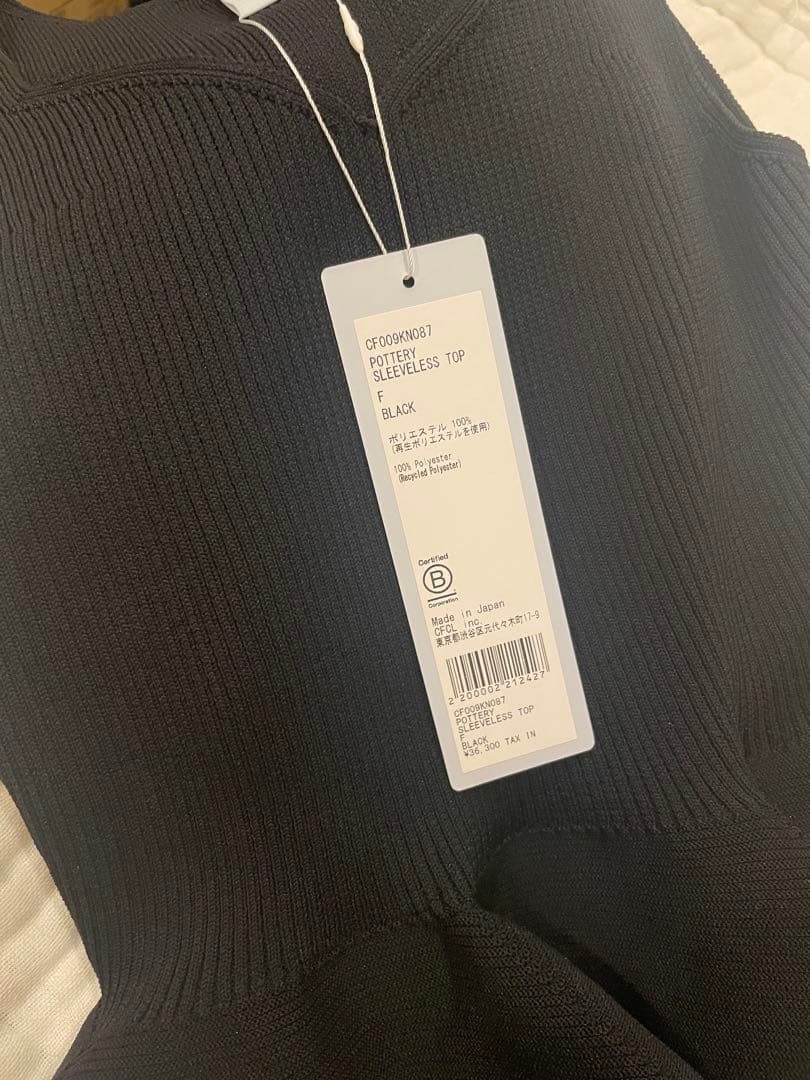 CF009KN087
POTTERY
SLEEVELESS TOP
F
BLACK
ポリエステル 100%
(再生ポリエステルを使用)
100% Polyester
(Recycled Polyester)
Certified
B
Corporation
Made in Japan
CFCL inc.
東京都渋谷区元代々木町17-9
2 200002 212427
CF009KN087
POTTERY
SLEEVELESS TOP
F
BLACK
¥36,300 TAX IN